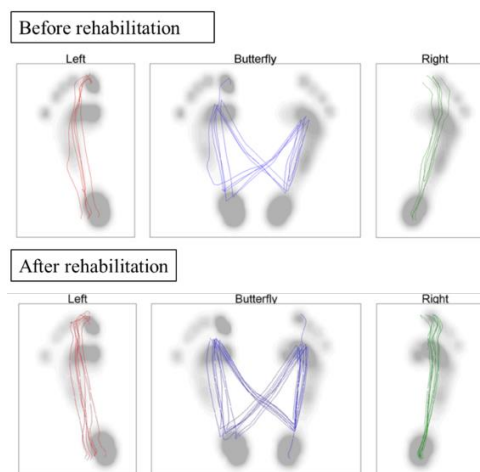 Before rehabilitation
Left Butterfly Right
After rehabilitation
Left Butterfly Right